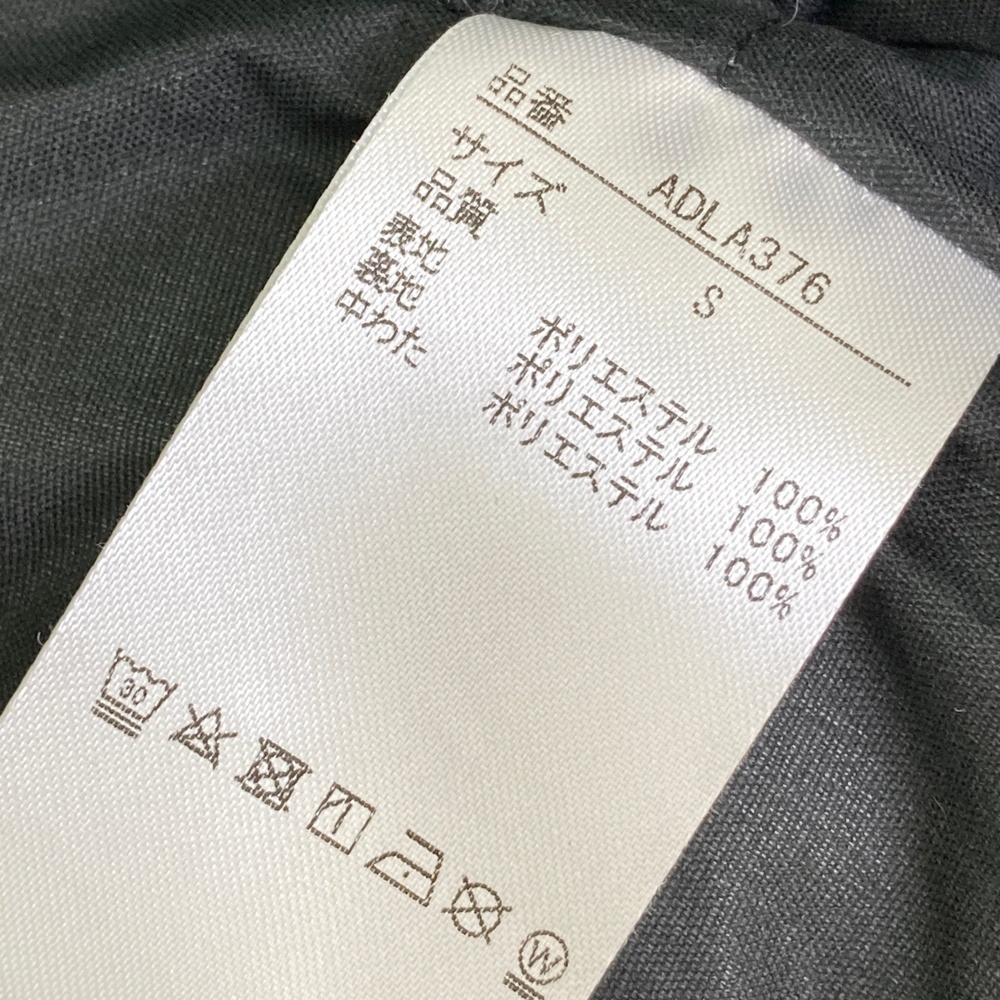 品番 ADLA376
サイズ S
品質
表地 ポリエステル 100%
裏地 ポリエステル 100%
中わた ポリエステル 100%
30
W